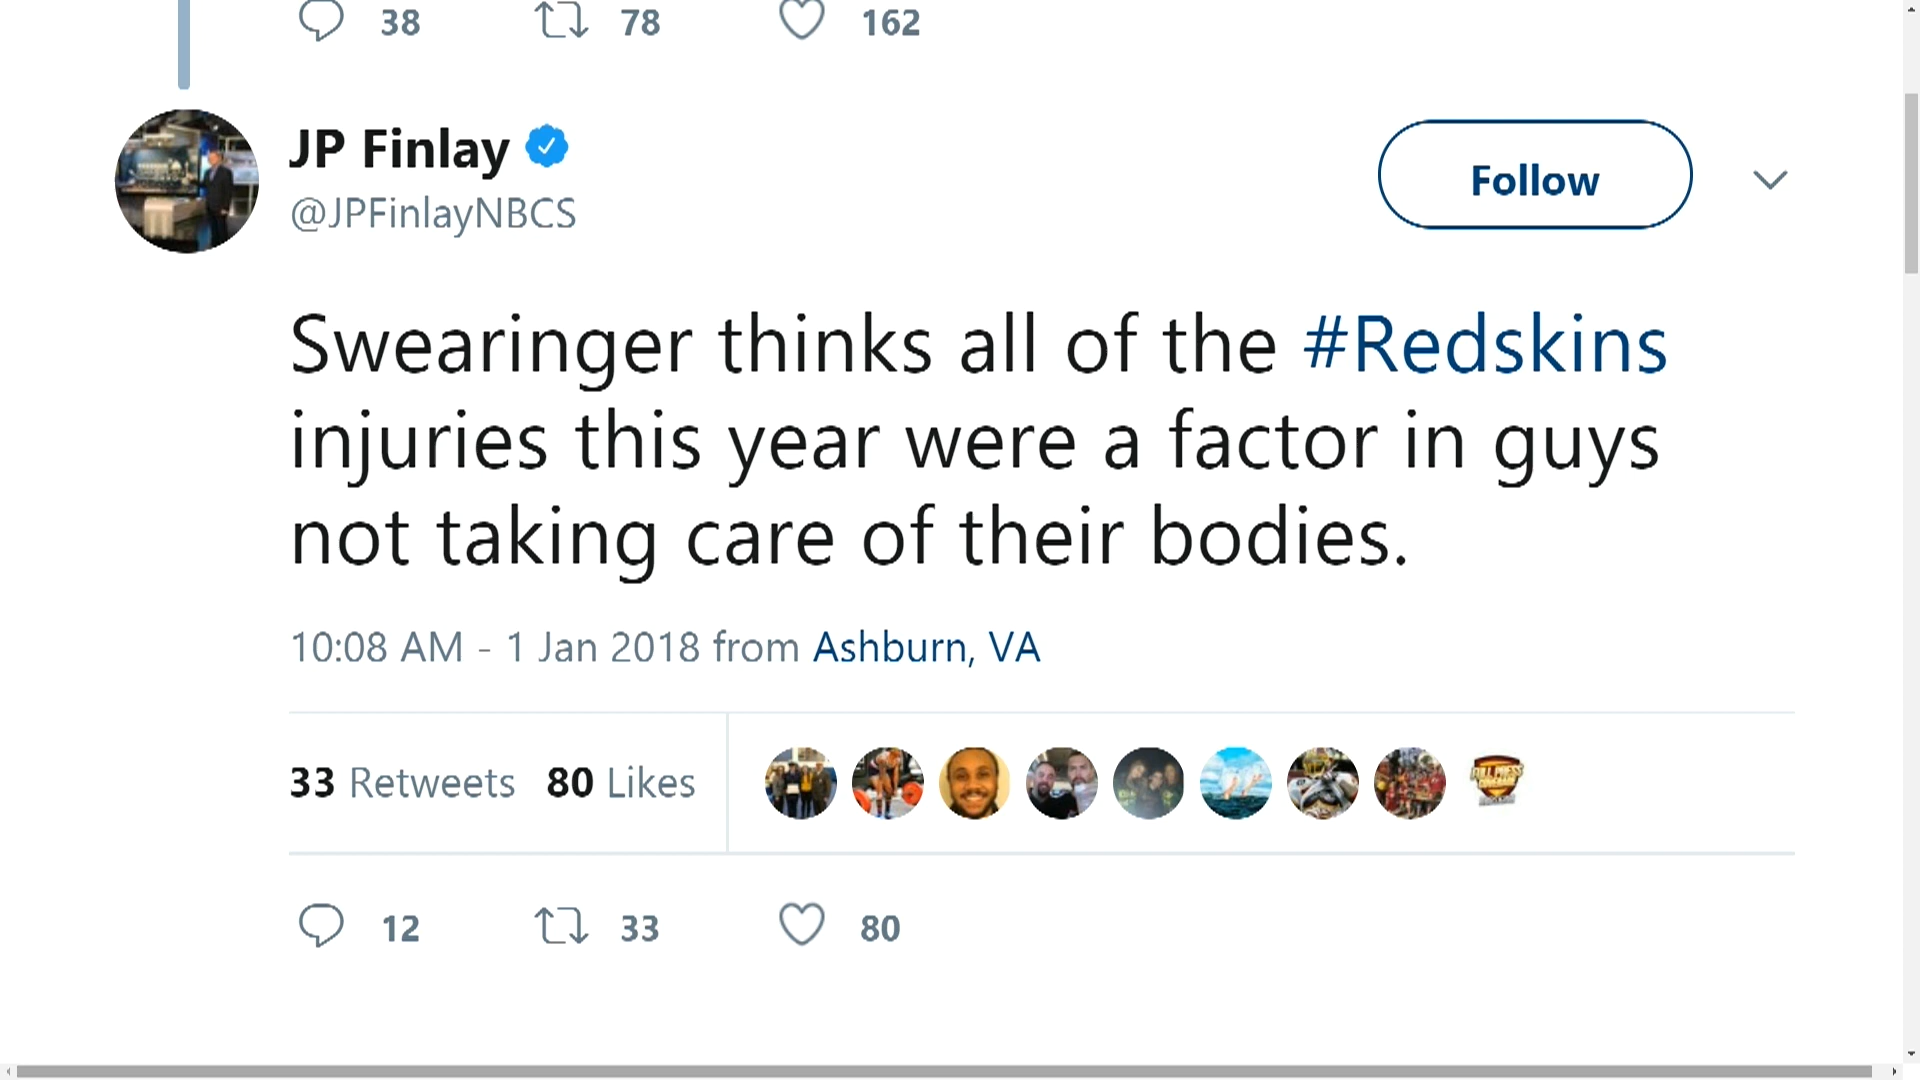 38 78 162
JP Finlay
@JPFinlayNBCS
Follow
Swearinger thinks all of the #Redskins
injuries this year were a factor in guys
not taking care of their bodies.
10:08 AM - 1 Jan 2018 from Ashburn, VA
33 Retweets 80 Likes
12 33 80